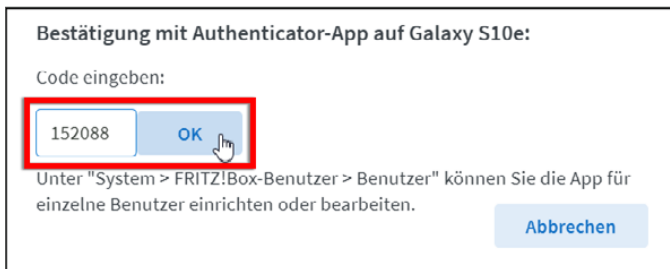 Bestätigung mit Authenticator-App auf Galaxy S10e:
Code eingeben:
152088 OK
Unter "System > FRITZ!Box-Benutzer > Benutzer" können Sie die App für
einzelne Benutzer einrichten oder bearbeiten.
Abbrechen